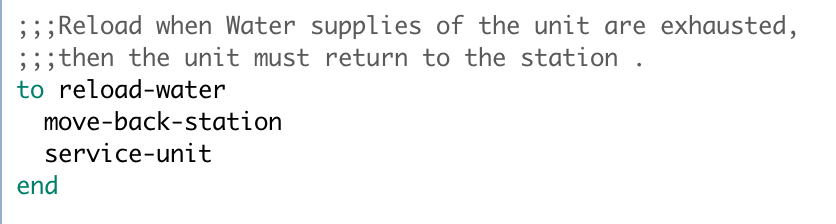 ;;;Reload when Water supplies of the unit are exhausted,
;;;then the unit must return to the station .
to reload-water
  move-back-station
  service-unit
end